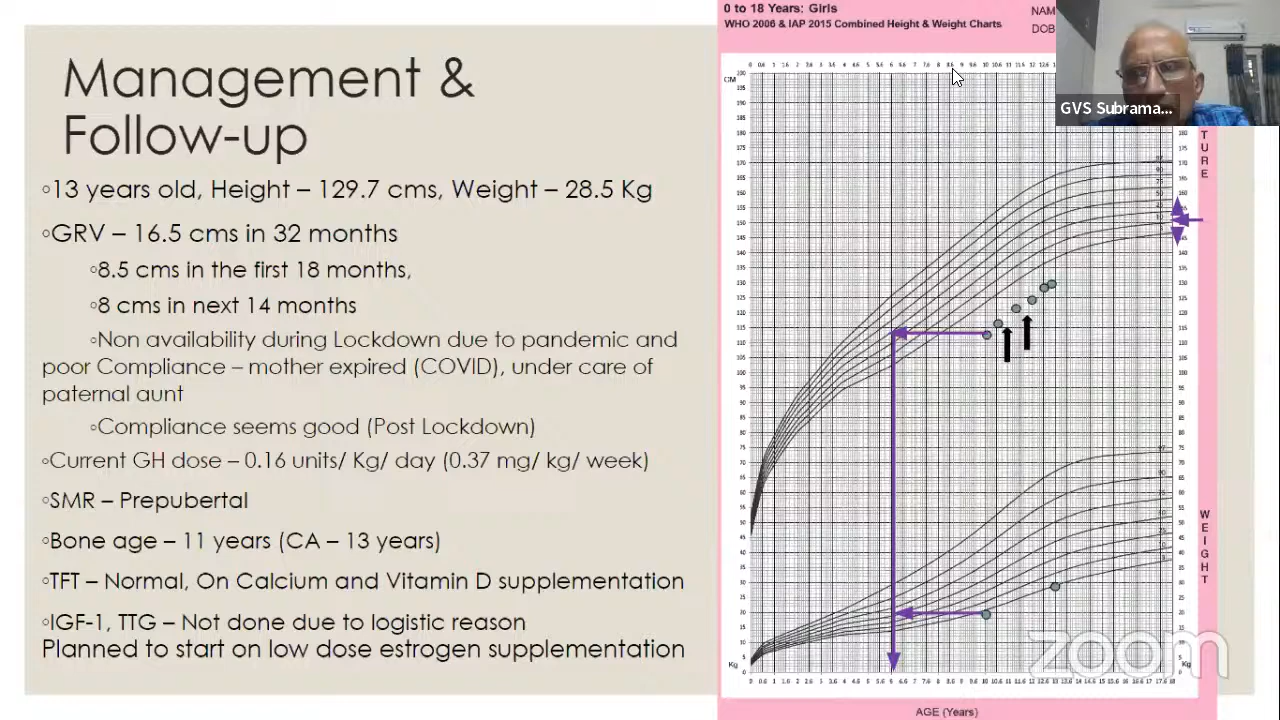 Management &
Follow-up
◦13 years old, Height – 129.7 cms, Weight – 28.5 Kg
◦GRV – 16.5 cms in 32 months
◦8.5 cms in the first 18 months,
◦8 cms in next 14 months
◦Non availability during Lockdown due to pandemic and
poor Compliance – mother expired (COVID), under care of
paternal aunt
◦Compliance seems good (Post Lockdown)
◦Current GH dose – 0.16 units/ Kg/ day (0.37 mg/ kg/ week)
◦SMR – Prepubertal
◦Bone age – 11 years (CA – 13 years)
◦TFT – Normal, On Calcium and Vitamin D supplementation
◦IGF-1, TTG – Not done due to logistic reason
Planned to start on low dose estrogen supplementation
0 to 18 Years: Girls
WHO 2006 & IAP 2015 Combined Height & Weight Charts
NAM
DOB
GVS Subrama...
CM
TURE
WEIGHT
Kg
Kg
AGE (Years)
zoom